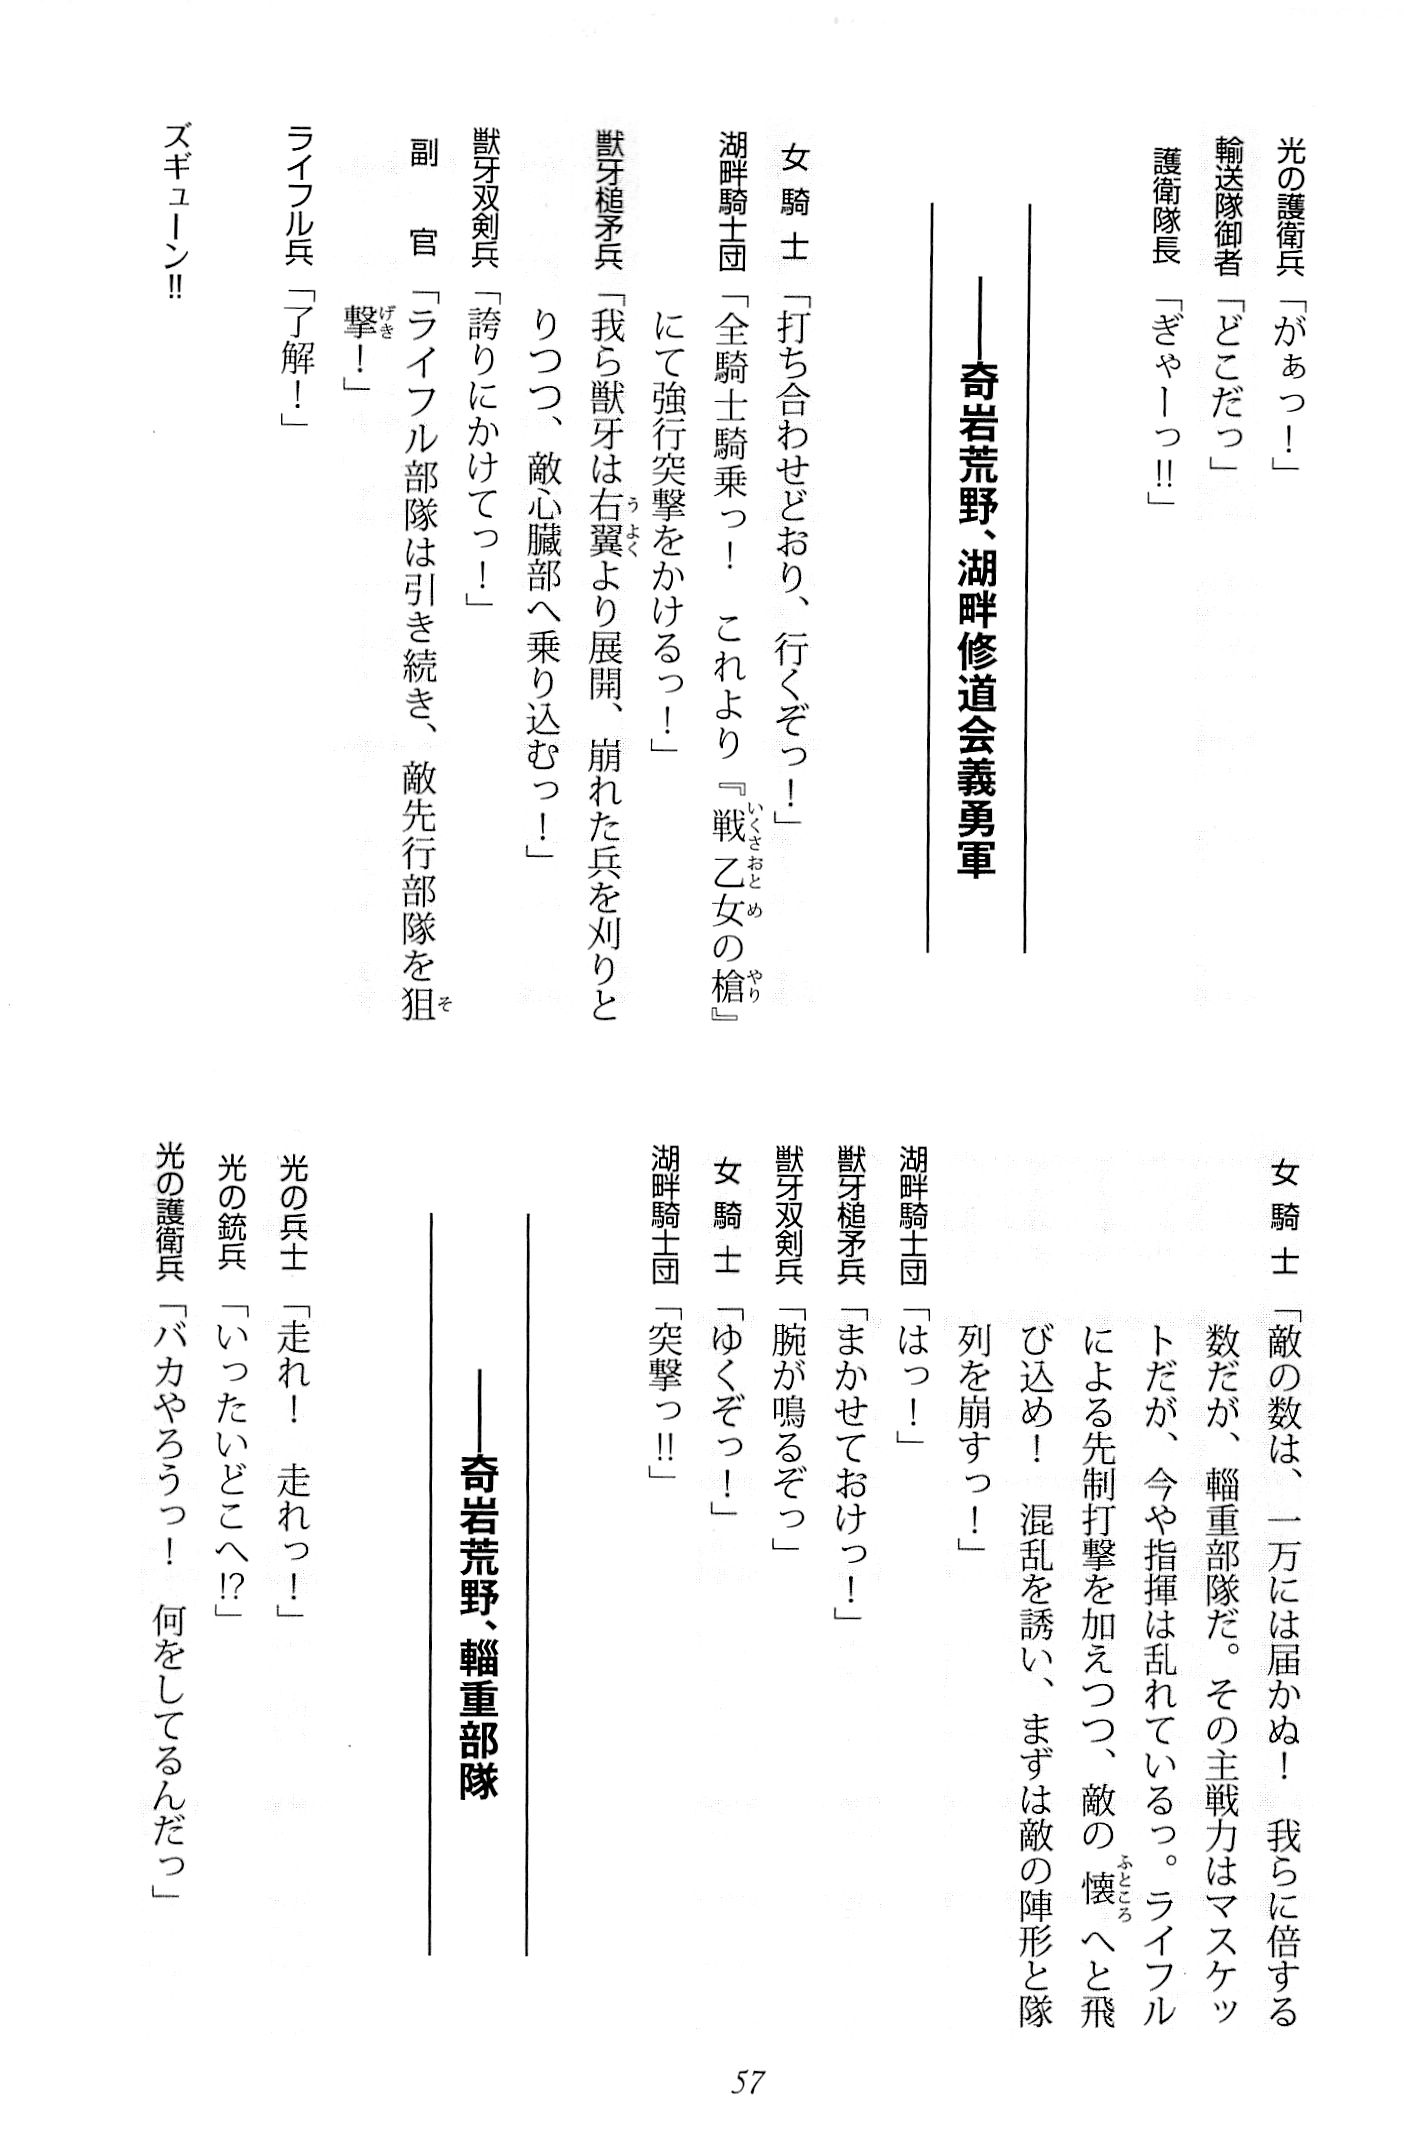 光の護衛兵「がぁっ！」
輸送隊御者「どこだっ」
護衛隊長「ぎゃーっ!!」
――奇岩荒野、湖畔修道会義勇軍
女騎士「打ち合わせどおり、行くぞっ！」
湖畔騎士団「全騎士騎乗っ！　これより『戦乙女の槍』
いくさおとめ　やり
にて強行突撃をかけるっ！」
獣牙槌矛兵「我ら獣牙は右翼より展開、崩れた兵を刈りと
うよく
りつつ、敵心臓部へ乗り込むっ！」
獣牙双剣兵「誇りにかけてっ！」
副官「ライフル部隊は引き続き、敵先行部隊を狙
そ
撃！」
げき
ライフル兵「了解！」
ズギューン!!
女騎士「敵の数は、一万には届かぬ！　我らに倍する
数だが、輜重部隊だ。その主戦力はマスケッ
トだが、今や指揮は乱れているっ。ライフル
による先制打撃を加えつつ、敵の懐へと飛
ふところ
び込め！　混乱を誘い、まずは敵の陣形と隊
列を崩すっ！」
湖畔騎士団「はっ！」
獣牙槌矛兵「まかせておけっ！」
獣牙双剣兵「腕が鳴るぞっ」
女騎士「ゆくぞっ！」
湖畔騎士団「突撃っ!!」
――奇岩荒野、輜重部隊
光の兵士「走れ！　走れっ！」
光の銃兵「いったいどこへ!?」
光の護衛兵「バカやろうっ！　何をしてるんだっ」
57